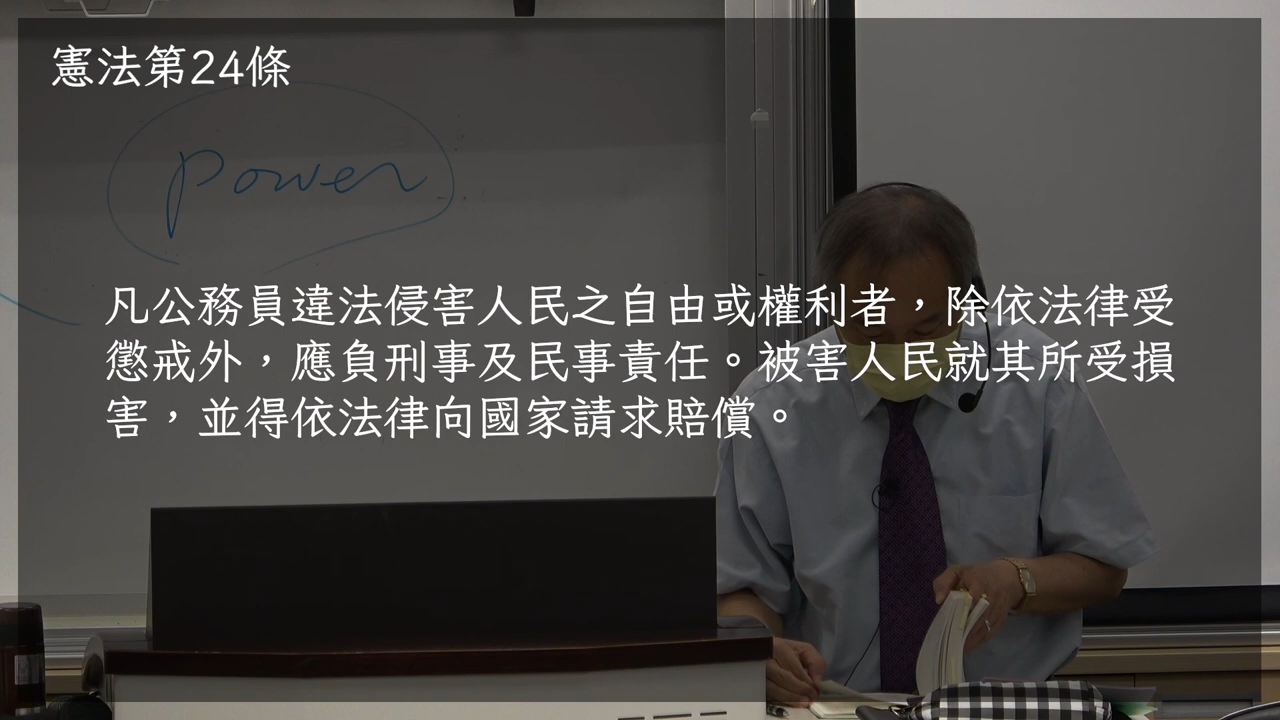 憲法第24條
power
凡公務員違法侵害人民之自由或權利者，除依法律受
懲戒外，應負刑事及民事責任。被害人民就其所受損
害，並得依法律向國家請求賠償。